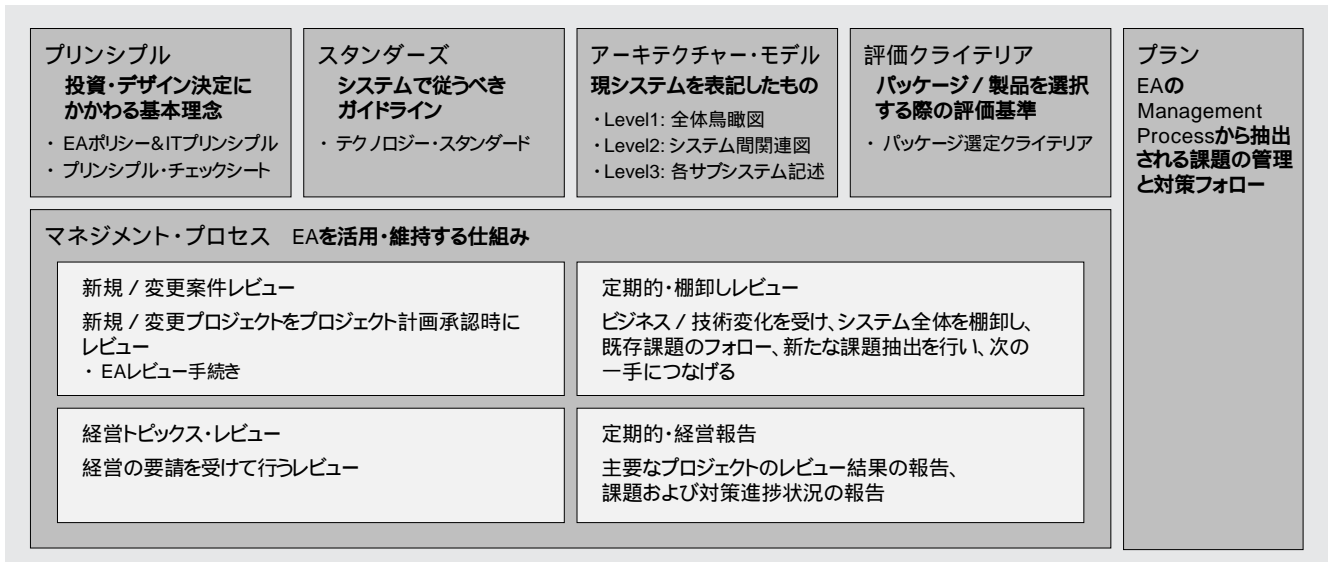 プリンシプル
投資・デザイン決定に
かかわる基本理念
・ EAポリシー&ITプリンシプル
・ プリンシプル・チェックシート
スタンダーズ
システムで従うべき
ガイドライン
・ テクノロジー・スタンダード
アーキテクチャー・モデル
現システムを表記したもの
・Level1: 全体鳥瞰図
・Level2: システム間関連図
・Level3: 各サブシステム記述
評価クライテリア
パッケージ / 製品を選択
する際の評価基準
・ パッケージ選定クライテリア
プラン
EAの
Management
Processから抽出
される課題の管理
と対策フォロー
マネジメント・プロセス EAを活用・維持する仕組み
新規 / 変更案件レビュー
新規 / 変更プロジェクトをプロジェクト計画承認時に
レビュー
・ EAレビュー手続き
定期的・棚卸しレビュー
ビジネス / 技術変化を受け、システム全体を棚卸し、
既存課題のフォロー、新たな課題抽出を行い、次の
一手につなげる
経営トピックス・レビュー
経営の要請を受けて行うレビュー
定期的・経営報告
主要なプロジェクトのレビュー結果の報告、
課題および対策進捗状況の報告